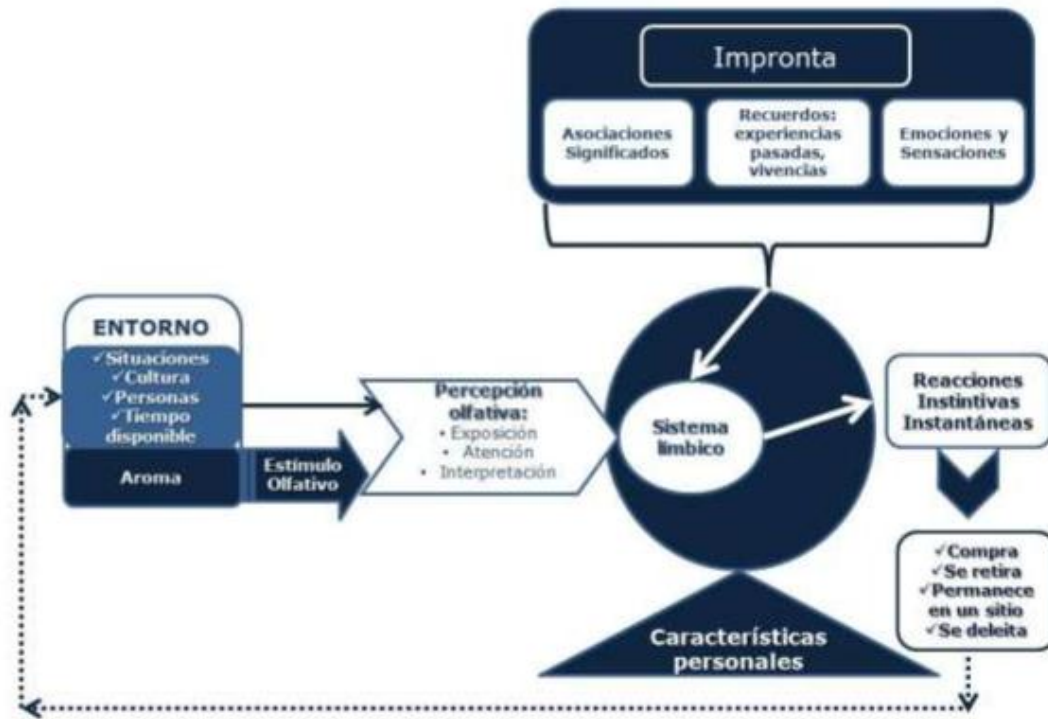 Impronta
Asociaciones
Significados
Recuerdos:
experiencias
pasadas,
vivencias
Emociones y
Sensaciones
ENTORNO
✓Situaciones
✓Cultura
✓Personas
✓Tiempo
disponible
Aroma
Estímulo
Olfativo
Percepción
olfativa:
• Exposición
• Atención
• Interpretación
Sistema
límbico
Reacciones
Instintivas
Instantáneas
✓Compra
✓Se retira
✓Permanece
en un sitio
✓Se deleita
Características
personales